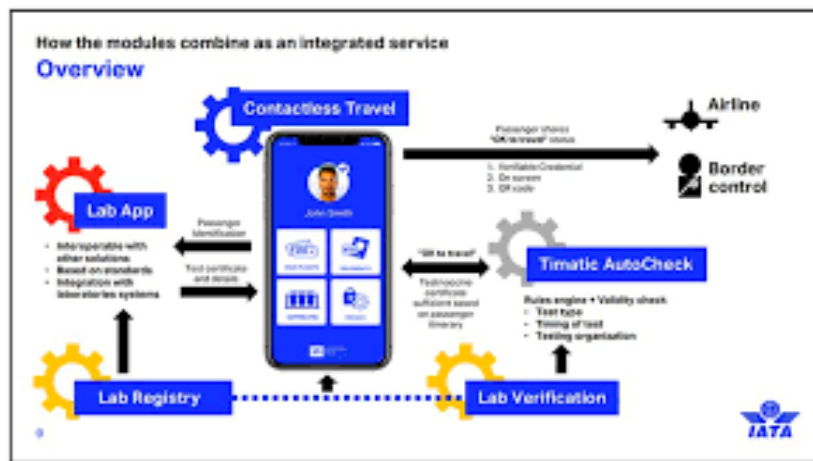 How the modules combine as an integrated service
Overview
Contactless Travel
Passenger shares
"OK to travel" status
1. Verifiable Credential
2. On screen
3. QR code
Airline
Border
control
Lab App
Interoperable with
other solutions
Based on standards
Integration with
laboratories systems
Passenger
Identification
Test certificate
and details
John Smith
"OK to travel"
Test/vaccine
certificate
sufficient based
on passenger
itinerary
Timatic AutoCheck
Rules engine + Validity check
Test type
Timing of test
Testing organization
Lab Registry
Lab Verification
IATA